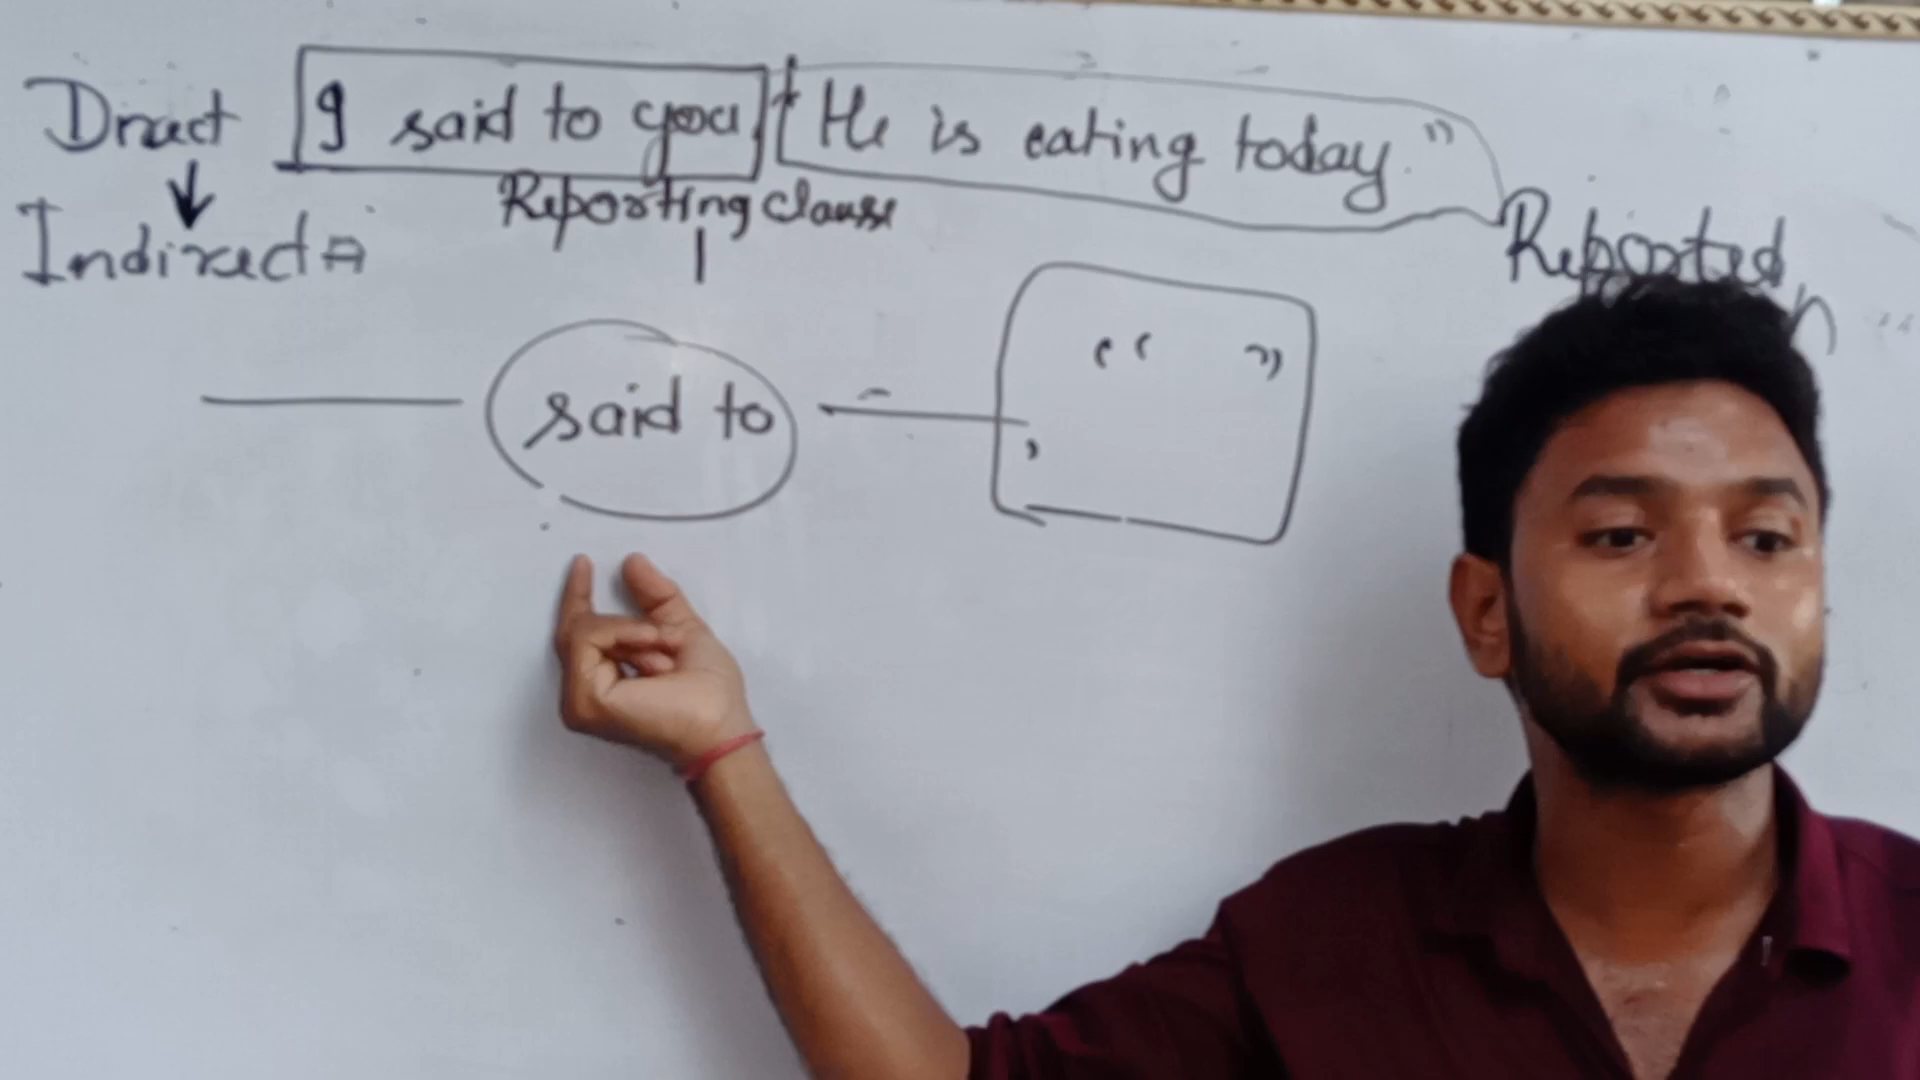 Direct I said to you, "He is eating today."
Reporting clause
Indirect Reported
said to , " "